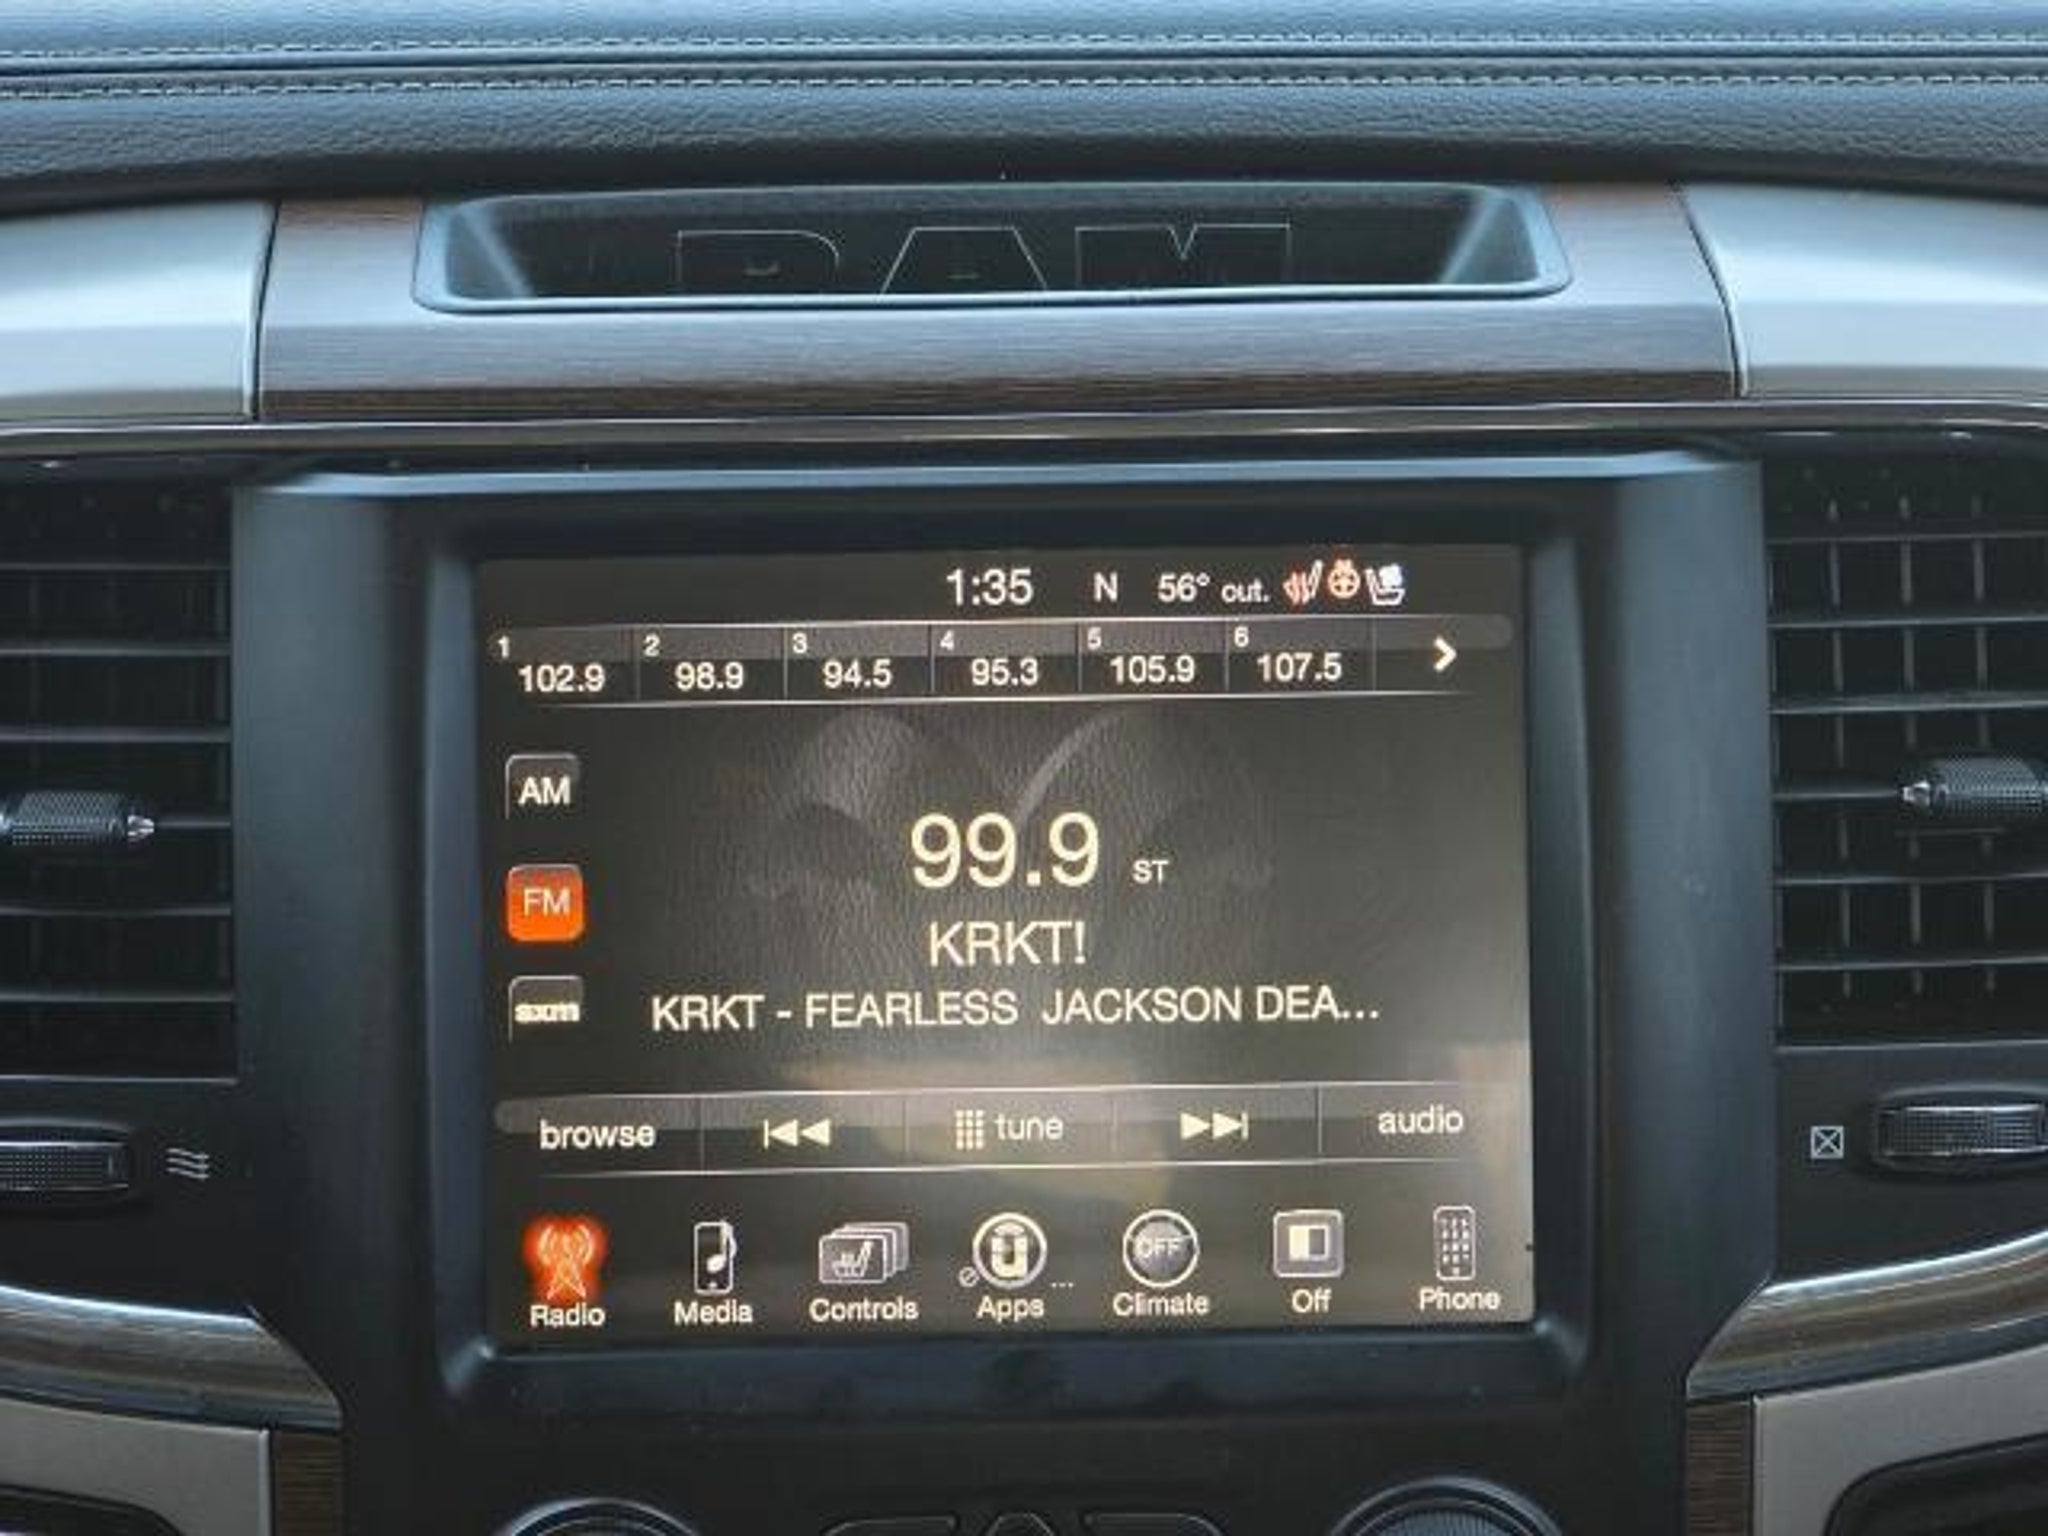 RAM
1:35 N 56° out.
1 2 3 4 5 6
102.9 98.9 94.5 95.3 105.9 107.5
AM
99.9 ST
FM
KRKT!
sxm
KRKT - FEARLESS JACKSON DEA...
browse tune audio
OFF
...
Radio Media Controls Apps Climate Off Phone